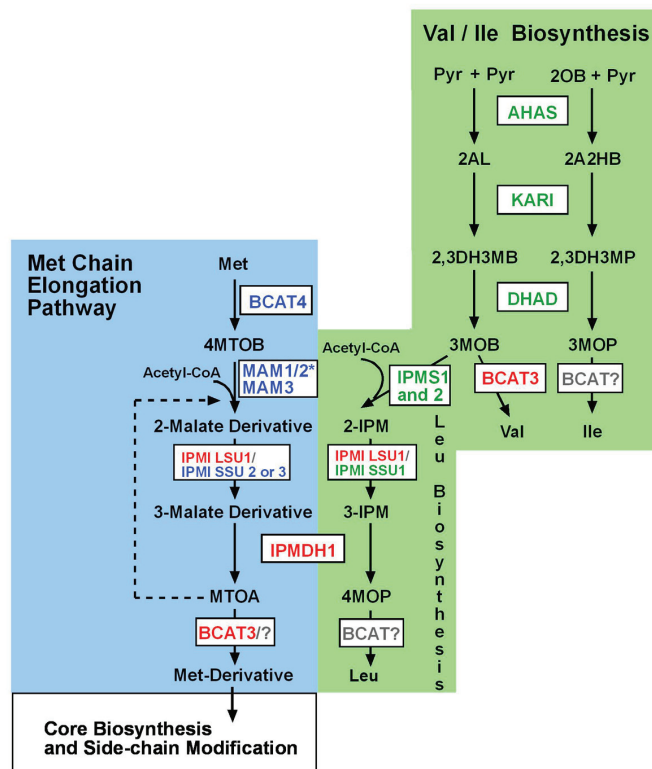 Val / Ile Biosynthesis
Pyr + Pyr
2OB + Pyr
AHAS
2AL
2A2HB
KARI
2,3DH3MB
2,3DH3MP
DHAD
3MOB
3MOP
BCAT3
BCAT?
Val
Ile
Met Chain
Elongation
Pathway
Met
BCAT4
4MTOB
Acetyl-CoA
MAM1/2*
MAM3
2-Malate Derivative
IPMI LSU1/
IPMI SSU 2 or 3
3-Malate Derivative
IPMDH1
MTOA
BCAT3/?
Met-Derivative
Acetyl-CoA
IPMS1
and 2
2-IPM
IPMI LSU1/
IPMI SSU1
3-IPM
4MOP
BCAT?
Leu
Leu Biosynthesis
Core Biosynthesis
and Side-chain Modification